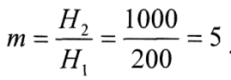 m = H₂/H₁ = 1000/200 = 5 .